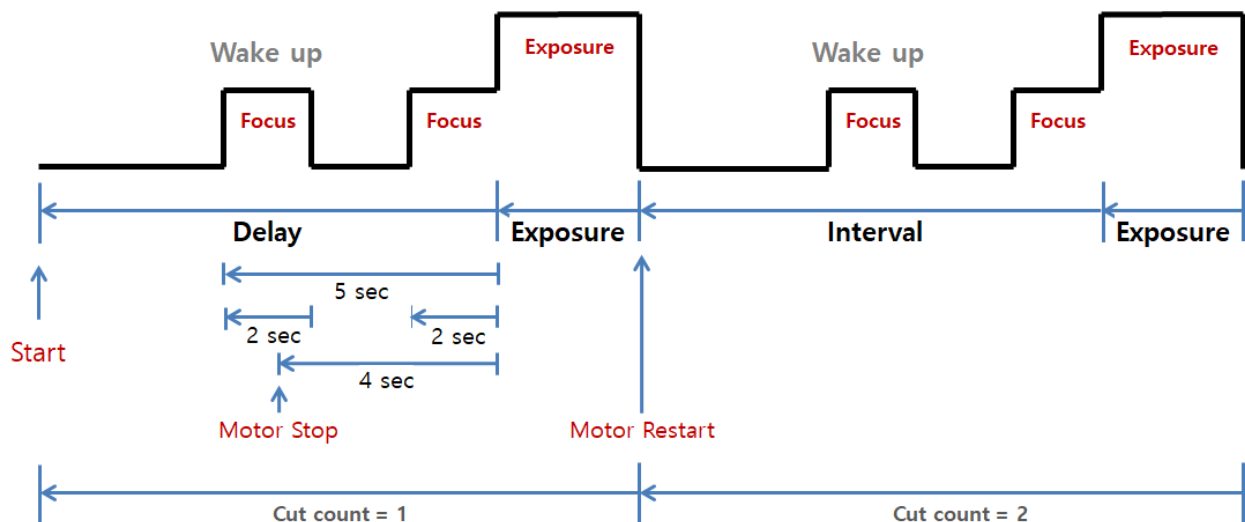 Wake up
Exposure
Wake up
Exposure
Focus
Focus
Focus
Focus
Delay
Exposure
Interval
Exposure
5 sec
2 sec
2 sec
Start
4 sec
Motor Stop
Motor Restart
Cut count = 1
Cut count = 2